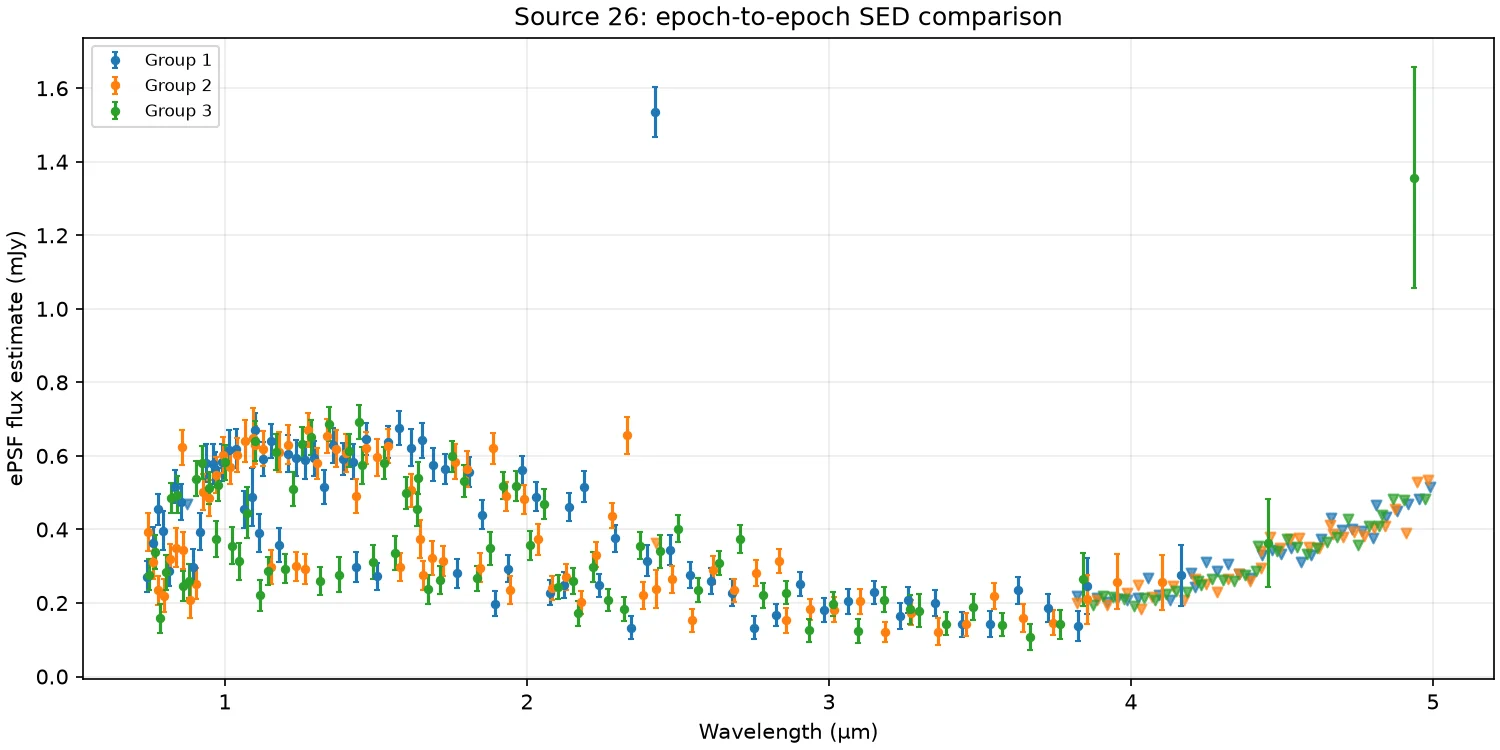 Source 26: epoch-to-epoch SED comparison
Group 1
Group 2
Group 3
ePSF flux estimate (mJy)
1.6
1.4
1.2
1.0
0.8
0.6
0.4
0.2
0.0
1 2 3 4 5
Wavelength (μm)